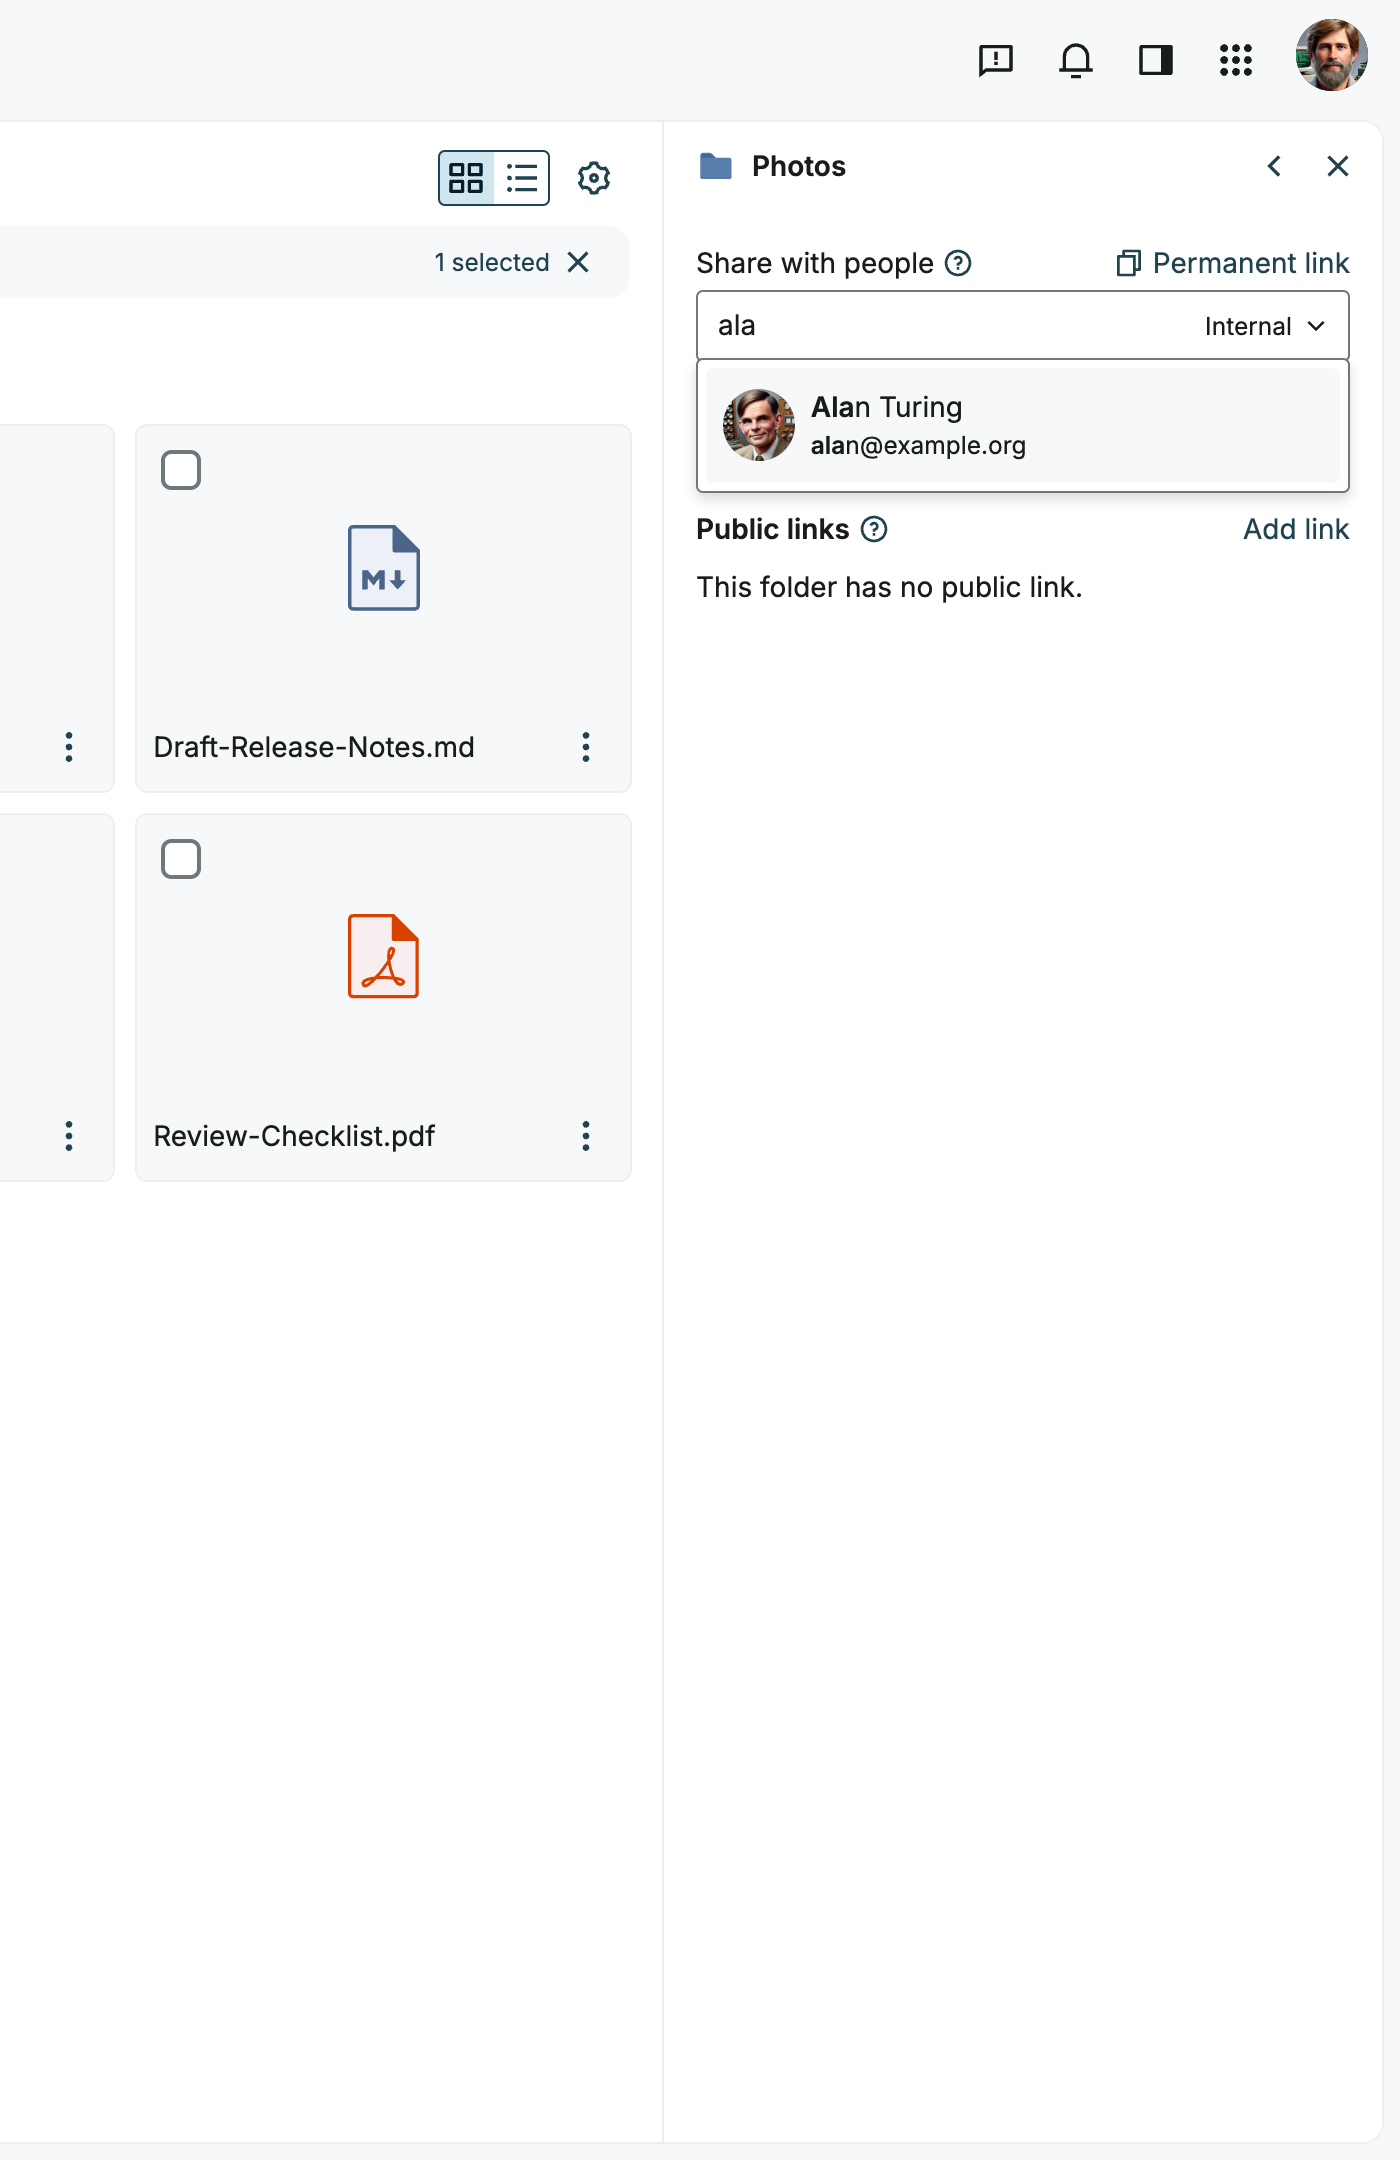 Photos
1 selected
Share with people
Permanent link
ala
Internal
Alan Turing
alan@example.org
Public links
Add link
This folder has no public link.
M
Draft-Release-Notes.md
Review-Checklist.pdf